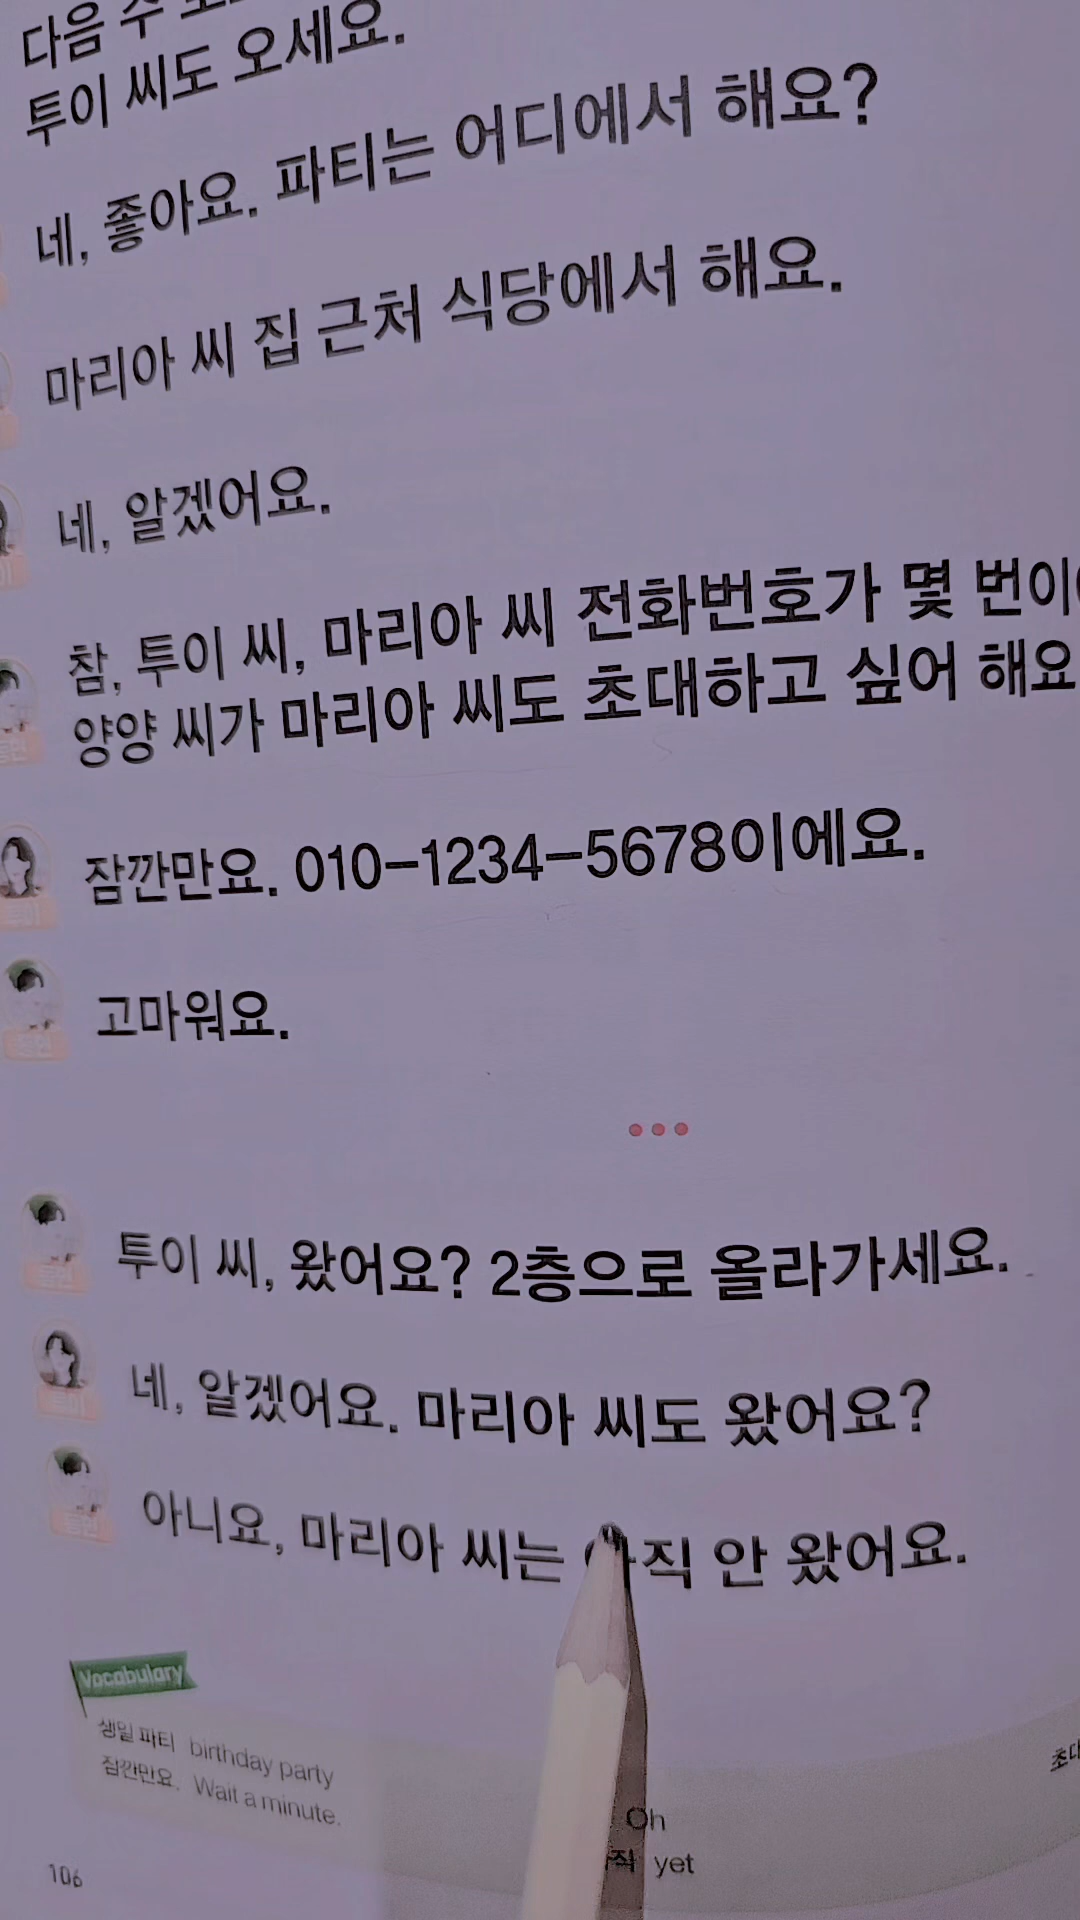 다음 주
투이 씨도 오세요.
네, 좋아요. 파티는 어디에서 해요?
마리아 씨 집 근처 식당에서 해요.
네, 알겠어요.
참, 투이 씨, 마리아 씨 전화번호가 몇 번이
양양 씨가 마리아 씨도 초대하고 싶어 해요
잠깐만요. 010-1234-5678이에요.
고마워요.
투이 씨, 왔어요? 2층으로 올라가세요.
네, 알겠어요. 마리아 씨도 왔어요?
아니요, 마리아 씨는 직 안 왔어요.
Vocabulary
생일 파티 birthday party
잠깐만요. Wait a minute.
초대
Oh
직 yet
106